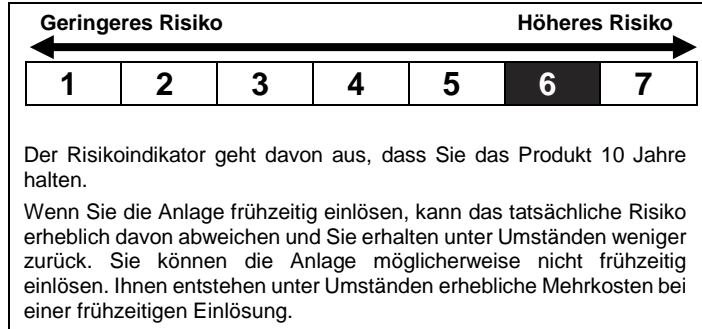 Geringeres Risiko Höheres Risiko
1 2 3 4 5 6 7
Der Risikoindikator geht davon aus, dass Sie das Produkt 10 Jahre
halten.
Wenn Sie die Anlage frühzeitig einlösen, kann das tatsächliche Risiko
erheblich davon abweichen und Sie erhalten unter Umständen weniger
zurück. Sie können die Anlage möglicherweise nicht frühzeitig
einlösen. Ihnen entstehen unter Umständen erhebliche Mehrkosten bei
einer frühzeitigen Einlösung.